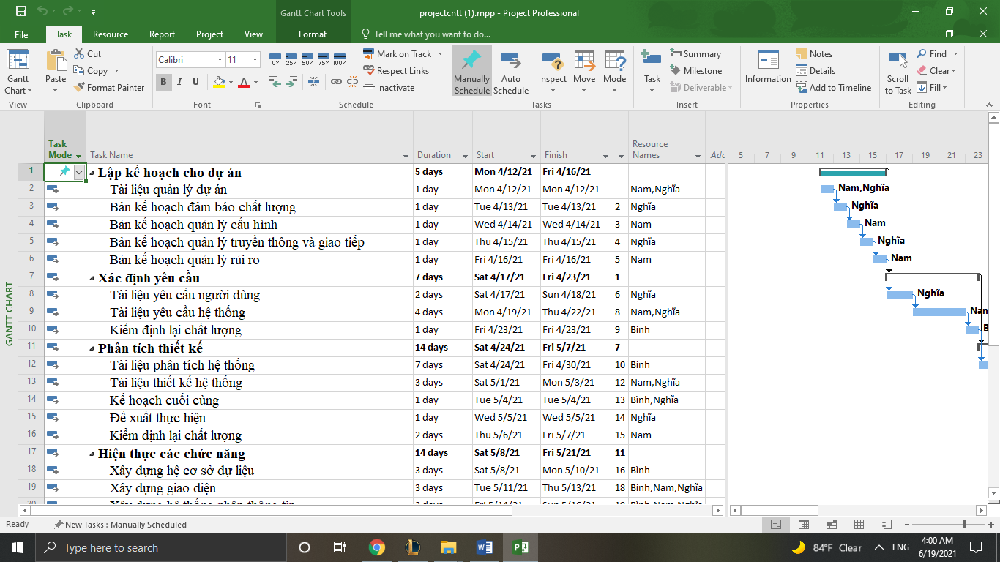 Gantt Chart Tools
projectcntt (1).mpp - Project Professional
File Task Resource Report Project View Format Tell me what you want to do...
Gantt Chart
View
Paste
Cut
Copy
Format Painter
Clipboard
Calibri 11
B I U A
Font
0% 25% 50% 75% 100%
Mark on Track
Respect Links
Inactivate
Schedule
Manually Schedule
Auto Schedule
Inspect
Move
Mode
Tasks
Task
Summary
Milestone
Deliverable
Insert
Information
Notes
Details
Add to Timeline
Properties
Scroll to Task
Find
Clear
Fill
Editing
GANTT CHART
Task Mode Task Name Duration Start Finish Resource Names Add
5 7 9 11 13 15 17 19 21 23
1 Lập kế hoạch cho dự án 5 days Mon 4/12/21 Fri 4/16/21
2 Tài liệu quản lý dự án 1 day Mon 4/12/21 Mon 4/12/21 Nam,Nghĩa Nam,Nghĩa
3 Bản kế hoạch đảm báo chất lượng 1 day Tue 4/13/21 Tue 4/13/21 2 Nghĩa Nghĩa
4 Bản kế hoạch quản lý cấu hình 1 day Wed 4/14/21 Wed 4/14/21 3 Nam Nam
5 Bản kế hoạch quản lý truyền thông và giao tiếp 1 day Thu 4/15/21 Thu 4/15/21 4 Nghĩa Nghĩa
6 Bản kế hoạch quản lý rủi ro 1 day Fri 4/16/21 Fri 4/16/21 5 Nam Nam
7 Xác định yêu cầu 7 days Sat 4/17/21 Fri 4/23/21 1
8 Tài liệu yêu cầu người dùng 2 days Sat 4/17/21 Sun 4/18/21 6 Nghĩa Nghĩa
9 Tài liệu yêu cầu hệ thống 4 days Mon 4/19/21 Thu 4/22/21 8 Nam,Nghĩa Nam
10 Kiểm định lại chất lượng 1 day Fri 4/23/21 Fri 4/23/21 9 Bình B
11 Phân tích thiết kế 14 days Sat 4/24/21 Fri 5/7/21 7
12 Tài liệu phân tích hệ thống 7 days Sat 4/24/21 Fri 4/30/21 10 Bình
13 Tài liệu thiết kế hệ thống 3 days Sat 5/1/21 Mon 5/3/21 12 Nam,Nghĩa
14 Kế hoạch cuối cùng 1 day Tue 5/4/21 Tue 5/4/21 13 Bình,Nghĩa
15 Đề xuất thực hiện 1 day Wed 5/5/21 Wed 5/5/21 14 Nghĩa
16 Kiểm định lại chất lượng 2 days Thu 5/6/21 Fri 5/7/21 15 Nam
17 Hiện thực các chức năng 14 days Sat 5/8/21 Fri 5/21/21 11
18 Xây dựng hệ cơ sở dự liệu 3 days Sat 5/8/21 Mon 5/10/21 16 Bình
19 Xây dựng giao diện 3 days Tue 5/11/21 Thu 5/13/21 18 Bình,Nam,Nghĩa
Ready New Tasks : Manually Scheduled
Type here to search
84°F Clear
ENG
4:00 AM
6/19/2021